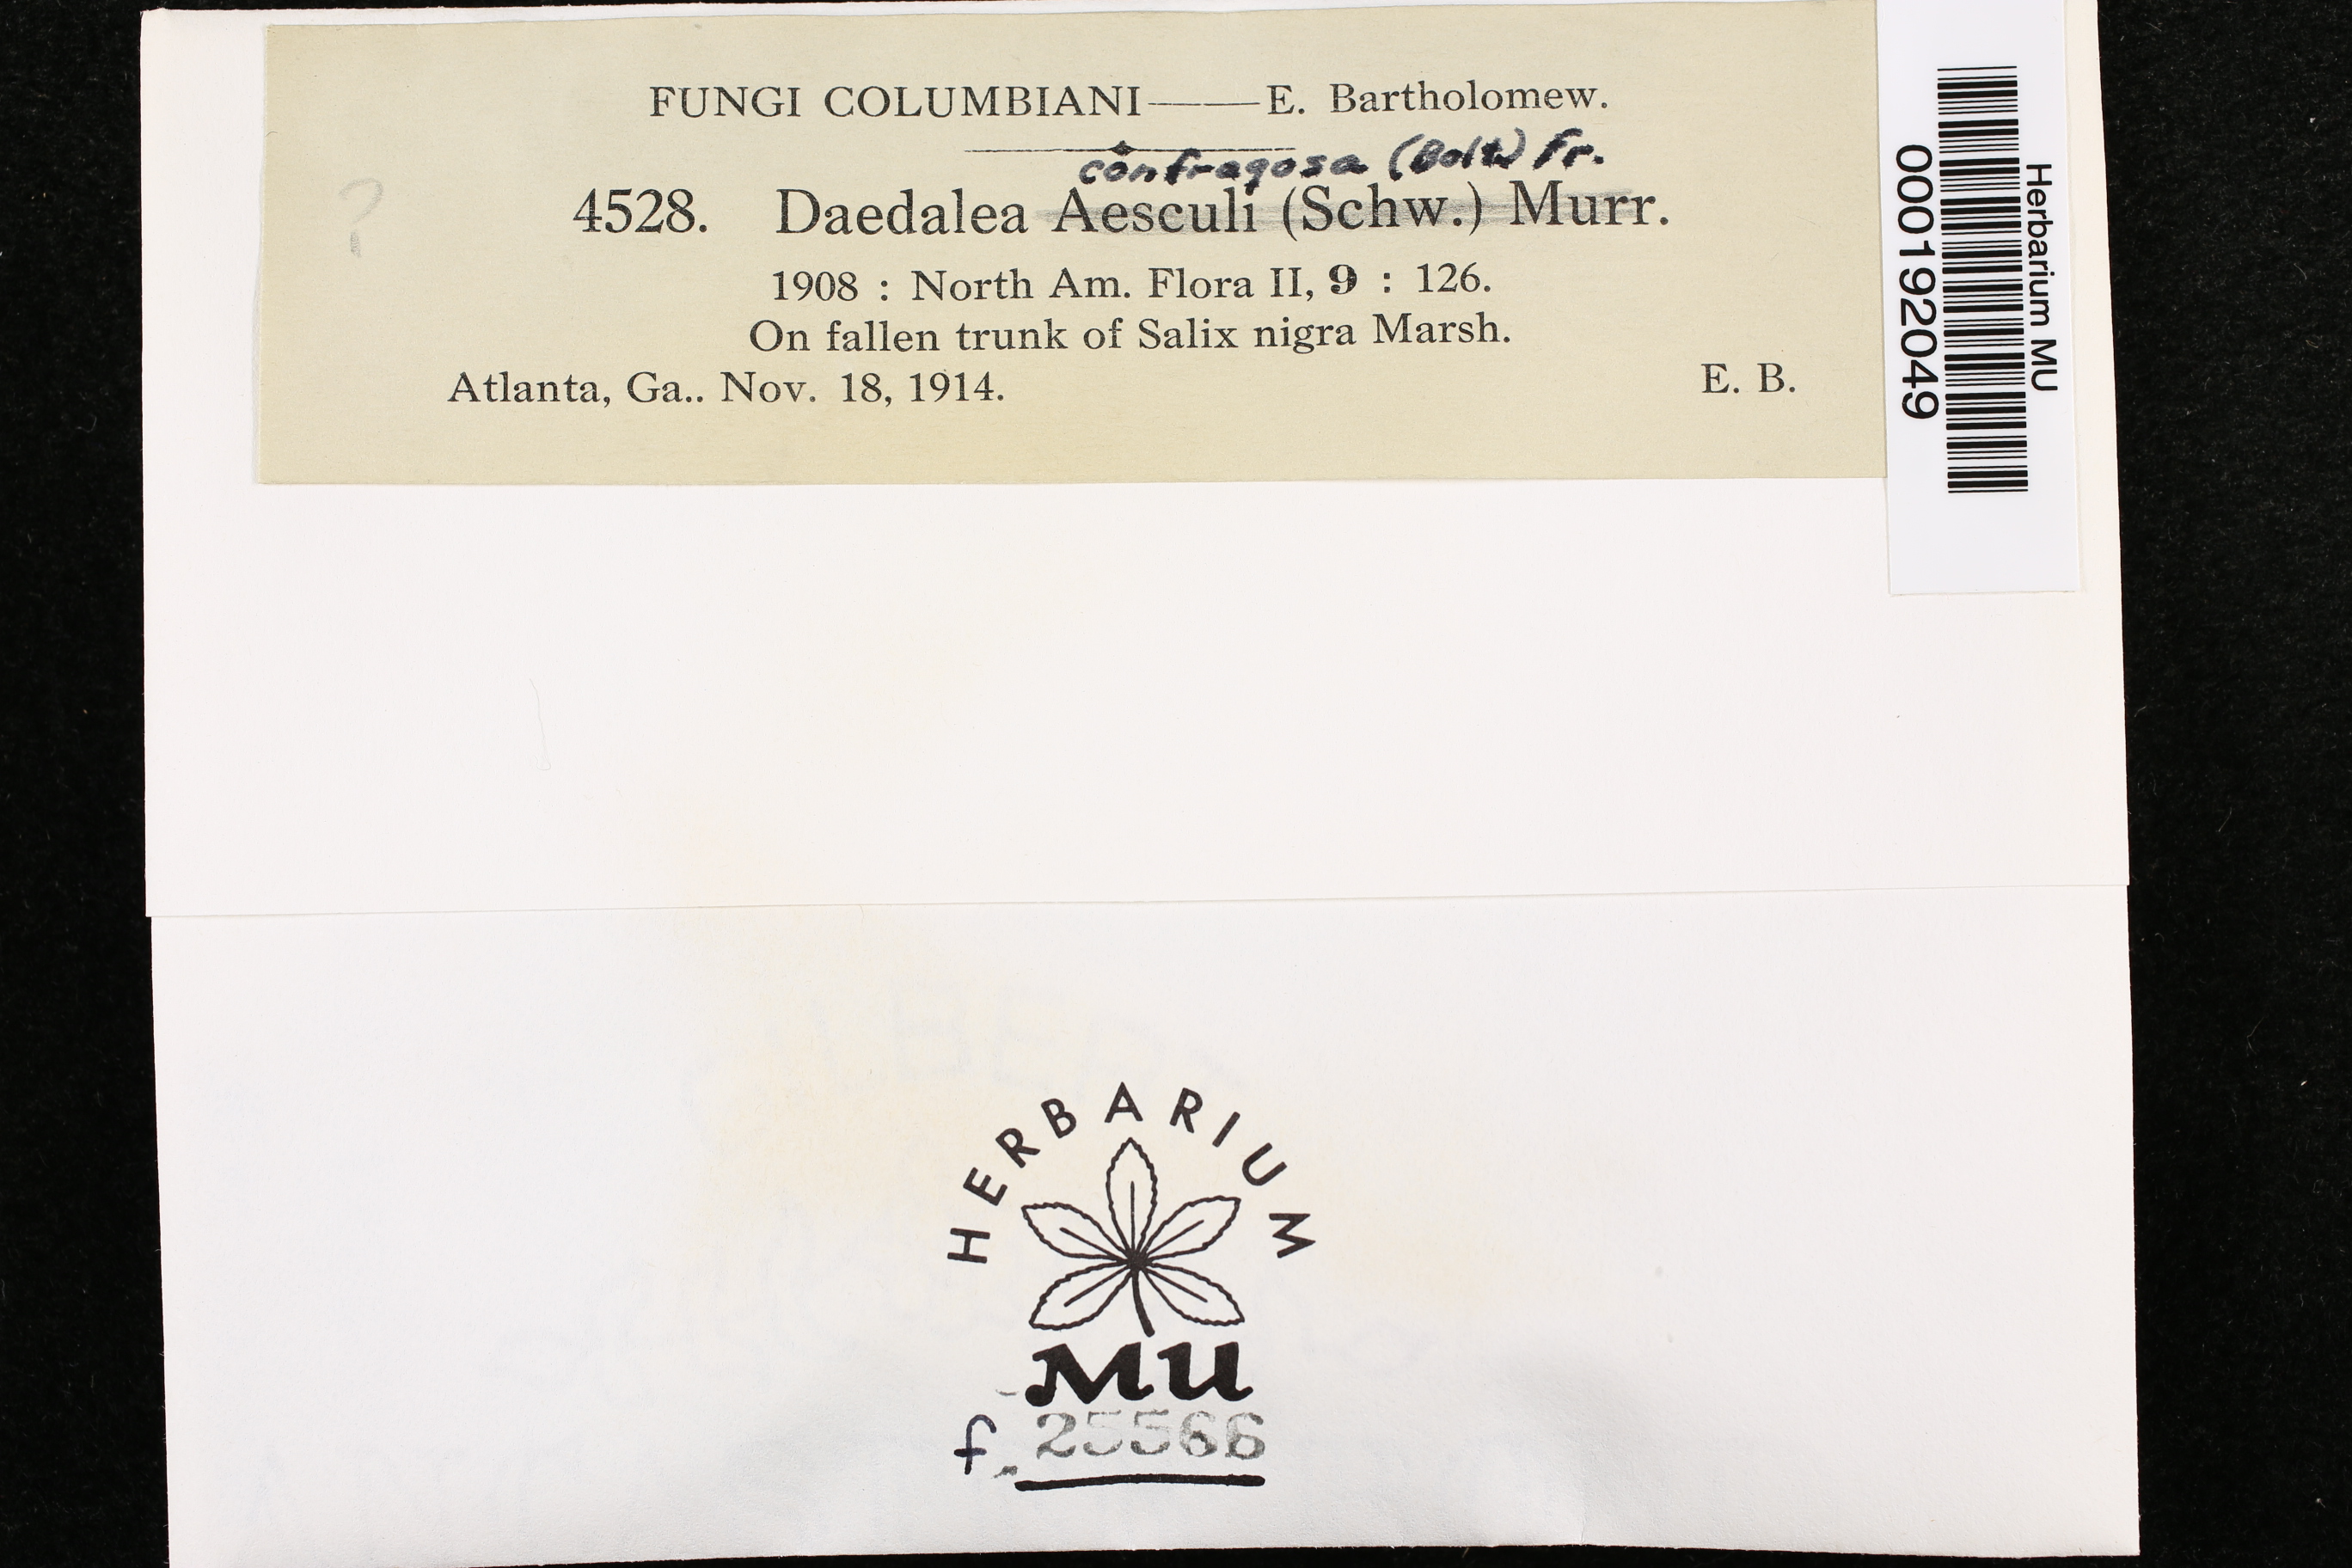 FUNGI COLUMBIANI——E. Bartholomew.
confragosa (Bolt.) Fr.
?
4528. Daedalea Aesculi (Schw.) Murr.
1908 : North Am. Flora II, 9 : 126.
On fallen trunk of Salix nigra Marsh.
Atlanta, Ga.. Nov. 18, 1914. E. B.
Herbarium MU
000192049
HERBARIUM
MU
f. 25566